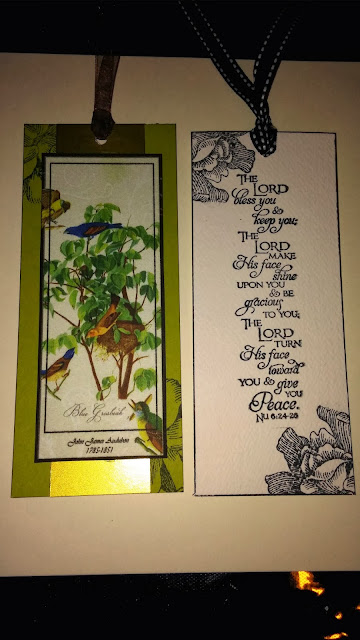 Blue Grosbeak
John James Audubon
1785-1851
THE
LORD
bless you
&
keep you;
THE
LORD
MAKE
His face
shine
UPON YOU
& BE
gracious
TO YOU;
THE
LORD
TURN
His face
toward
YOU & give
YOU
Peace.
NU 6:24-26